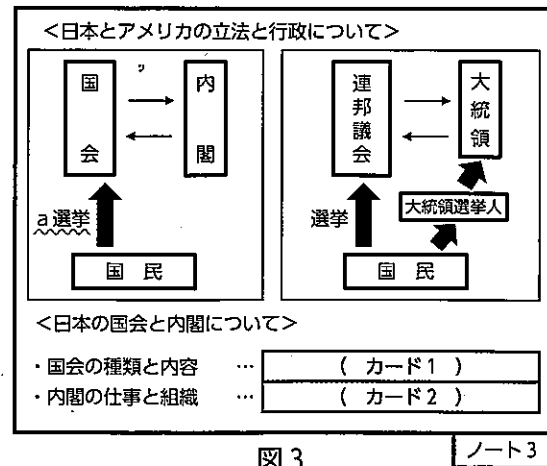 <日本とアメリカの立法と行政について>
国会
内閣
a 選挙
国民
連邦議会
大統領
大統領選挙人
選挙
国民
<日本の国会と内閣について>
・国会の種類と内容 … ( カード1 )
・内閣の仕事と組織 … ( カード2 )
図3
ノート3